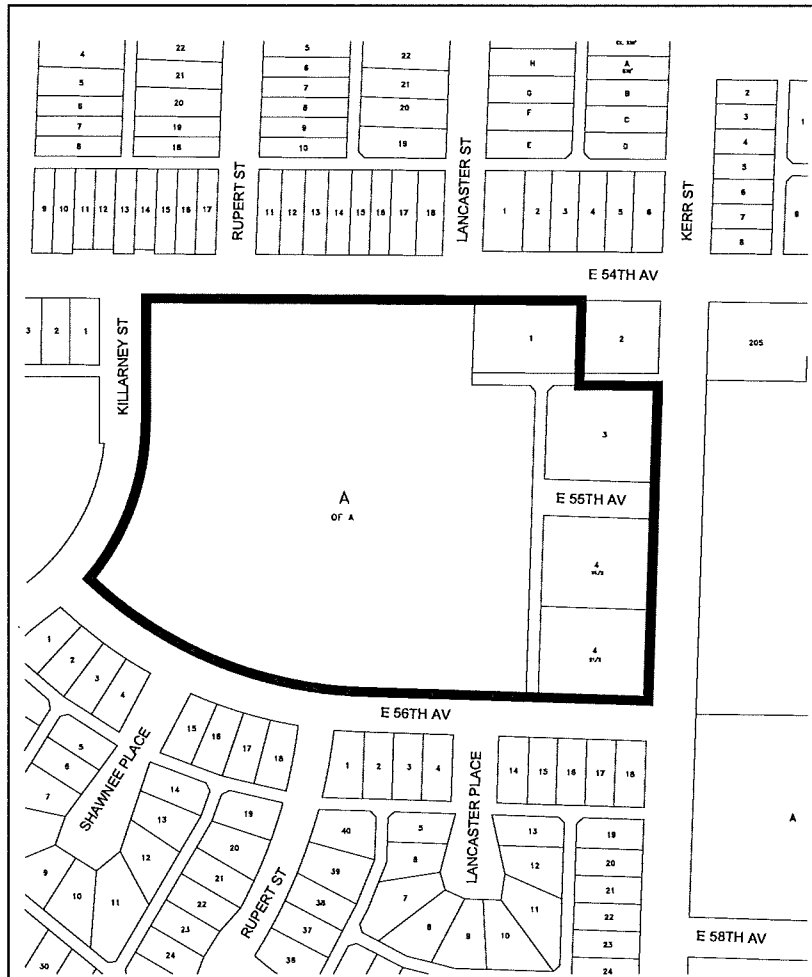 4
5
6
7
8
22
21
20
19
18
5
6
7
8
9
10
22
21
20
19
H
G
F
E
A
B
C
D
2
3
4
5
6
7
8
1
9 10 11 12 13 14 15 16 17
RUPERT ST
11 12 13 14 15 16 17 18
LANCASTER ST
1 2 3 4 5 6
KERR ST
E 54TH AV
3 2 1
KILLARNEY ST
1
2
205
3
A
OF A
E 55TH AV
4
4
E 56TH AV
1
2
3
4
SHAWNEE PLACE
5
6
7
9
10
11
12
13
14
15 16 17 18
19
20
21
22
23
24
30
RUPERT ST
1 2 3 4
40
39
38
37
36
LANCASTER PLACE
5
6
7
8
9
10
11
12
13
14 15 16 17 18
19
20
21
22
23
24
A
E 58TH AV